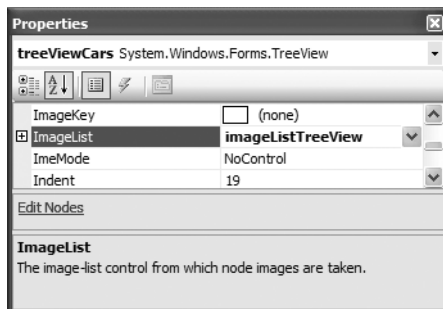 Properties
treeViewCars System.Windows.Forms.TreeView
ImageKey (none)
ImageList imageListTreeView
ImeMode NoControl
Indent 19
Edit Nodes
ImageList
The image-list control from which node images are taken.